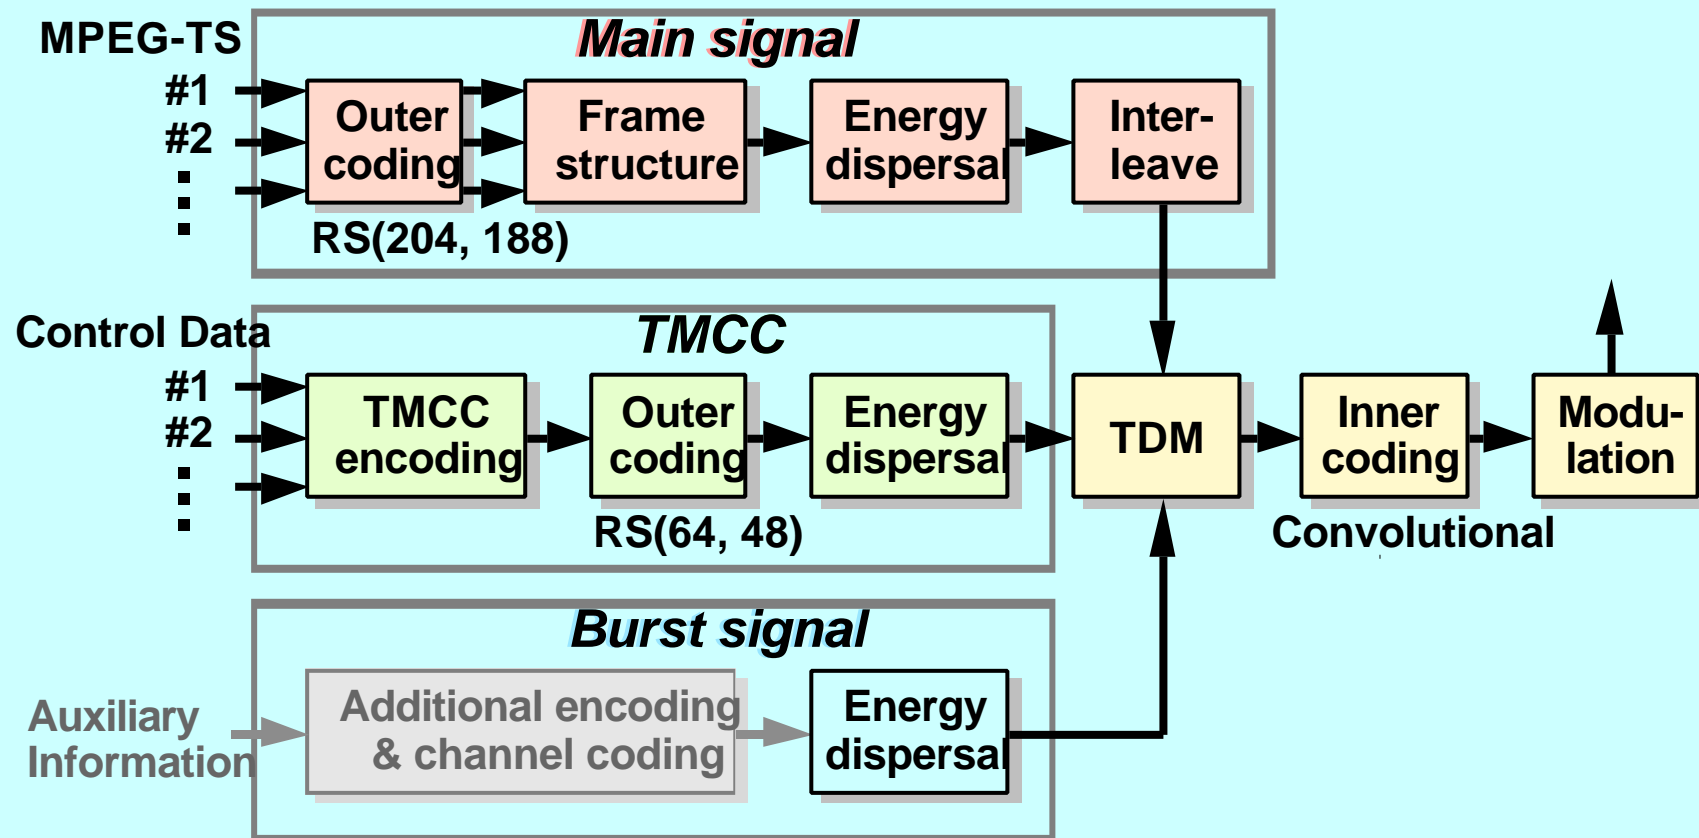 MPEG-TS
#1
#2
Main signal
Outer
coding
Frame
structure
Energy
dispersal
Inter-
leave
RS(204, 188)
Control Data
#1
#2
TMCC
TMCC
encoding
Outer
coding
Energy
dispersal
TDM
Inner
coding
Modu-
lation
RS(64, 48)
Convolutional
Burst signal
Auxiliary
Information
Additional encoding
& channel coding
Energy
dispersal